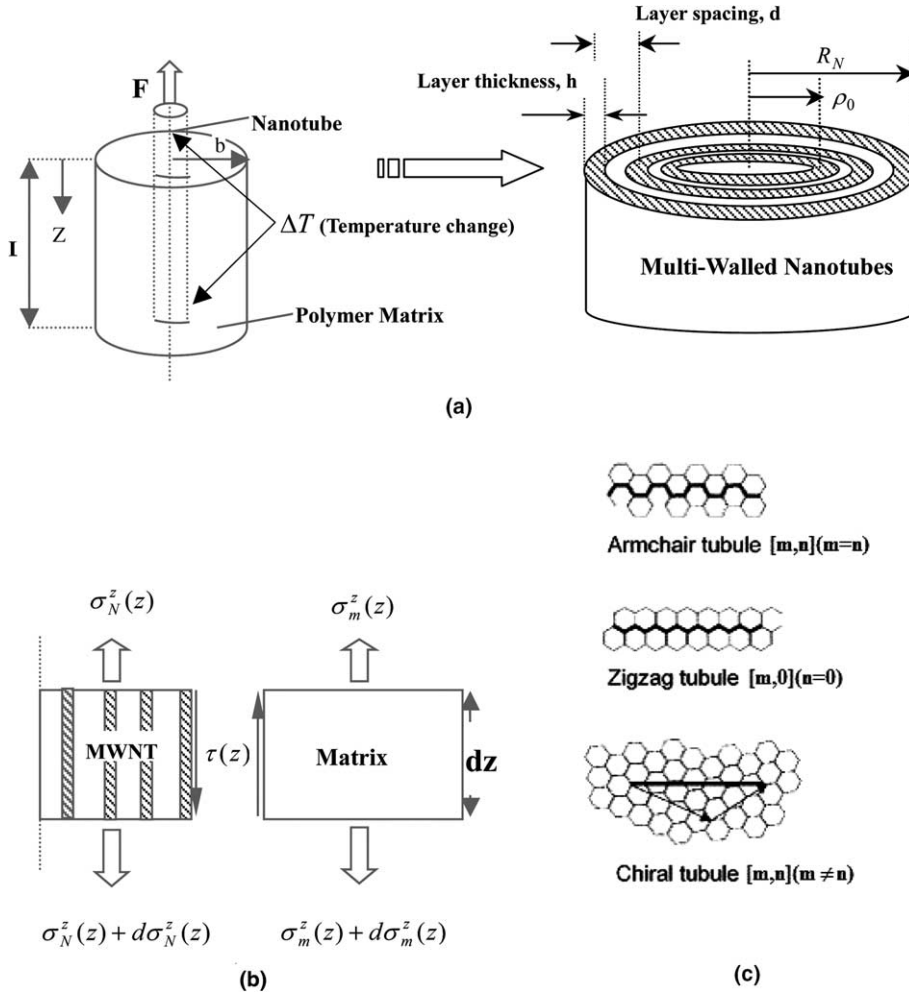 Layer spacing, d
R_N
F
Layer thickness, h
ρ_0
Nanotube
b
Z
ΔT (Temperature change)
I
Multi-Walled Nanotubes
Polymer Matrix
(a)
Armchair tubule [m,n](m=n)
σ_N^z(z)
σ_m^z(z)
Zigzag tubule [m,0](n=0)
MWNT
τ(z)
Matrix
dz
Chiral tubule [m,n](m ≠ n)
σ_N^z(z) + dσ_N^z(z)
σ_m^z(z) + dσ_m^z(z)
(b)
(c)